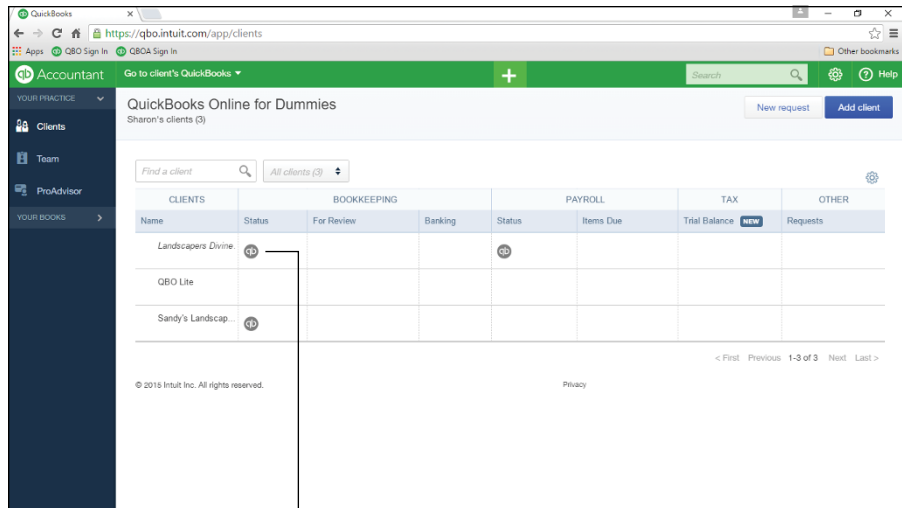 QuickBooks
https://qbo.intuit.com/app/clients
Apps QBO Sign In QBOA Sign In Other bookmarks
qb Accountant Go to client's QuickBooks + Search Help
YOUR PRACTICE
Clients
Team
ProAdvisor
YOUR BOOKS
QuickBooks Online for Dummies
Sharon's clients (3)
New request Add client
Find a client All clients (3)
CLIENTS BOOKKEEPING PAYROLL TAX OTHER
Name Status For Review Banking Status Items Due Trial Balance NEW Requests
Landscapers Divine. qb qb
QBO Lite
Sandy's Landscap... qb
< First Previous 1-3 of 3 Next Last >
© 2015 Intuit Inc. All rights reserved. Privacy